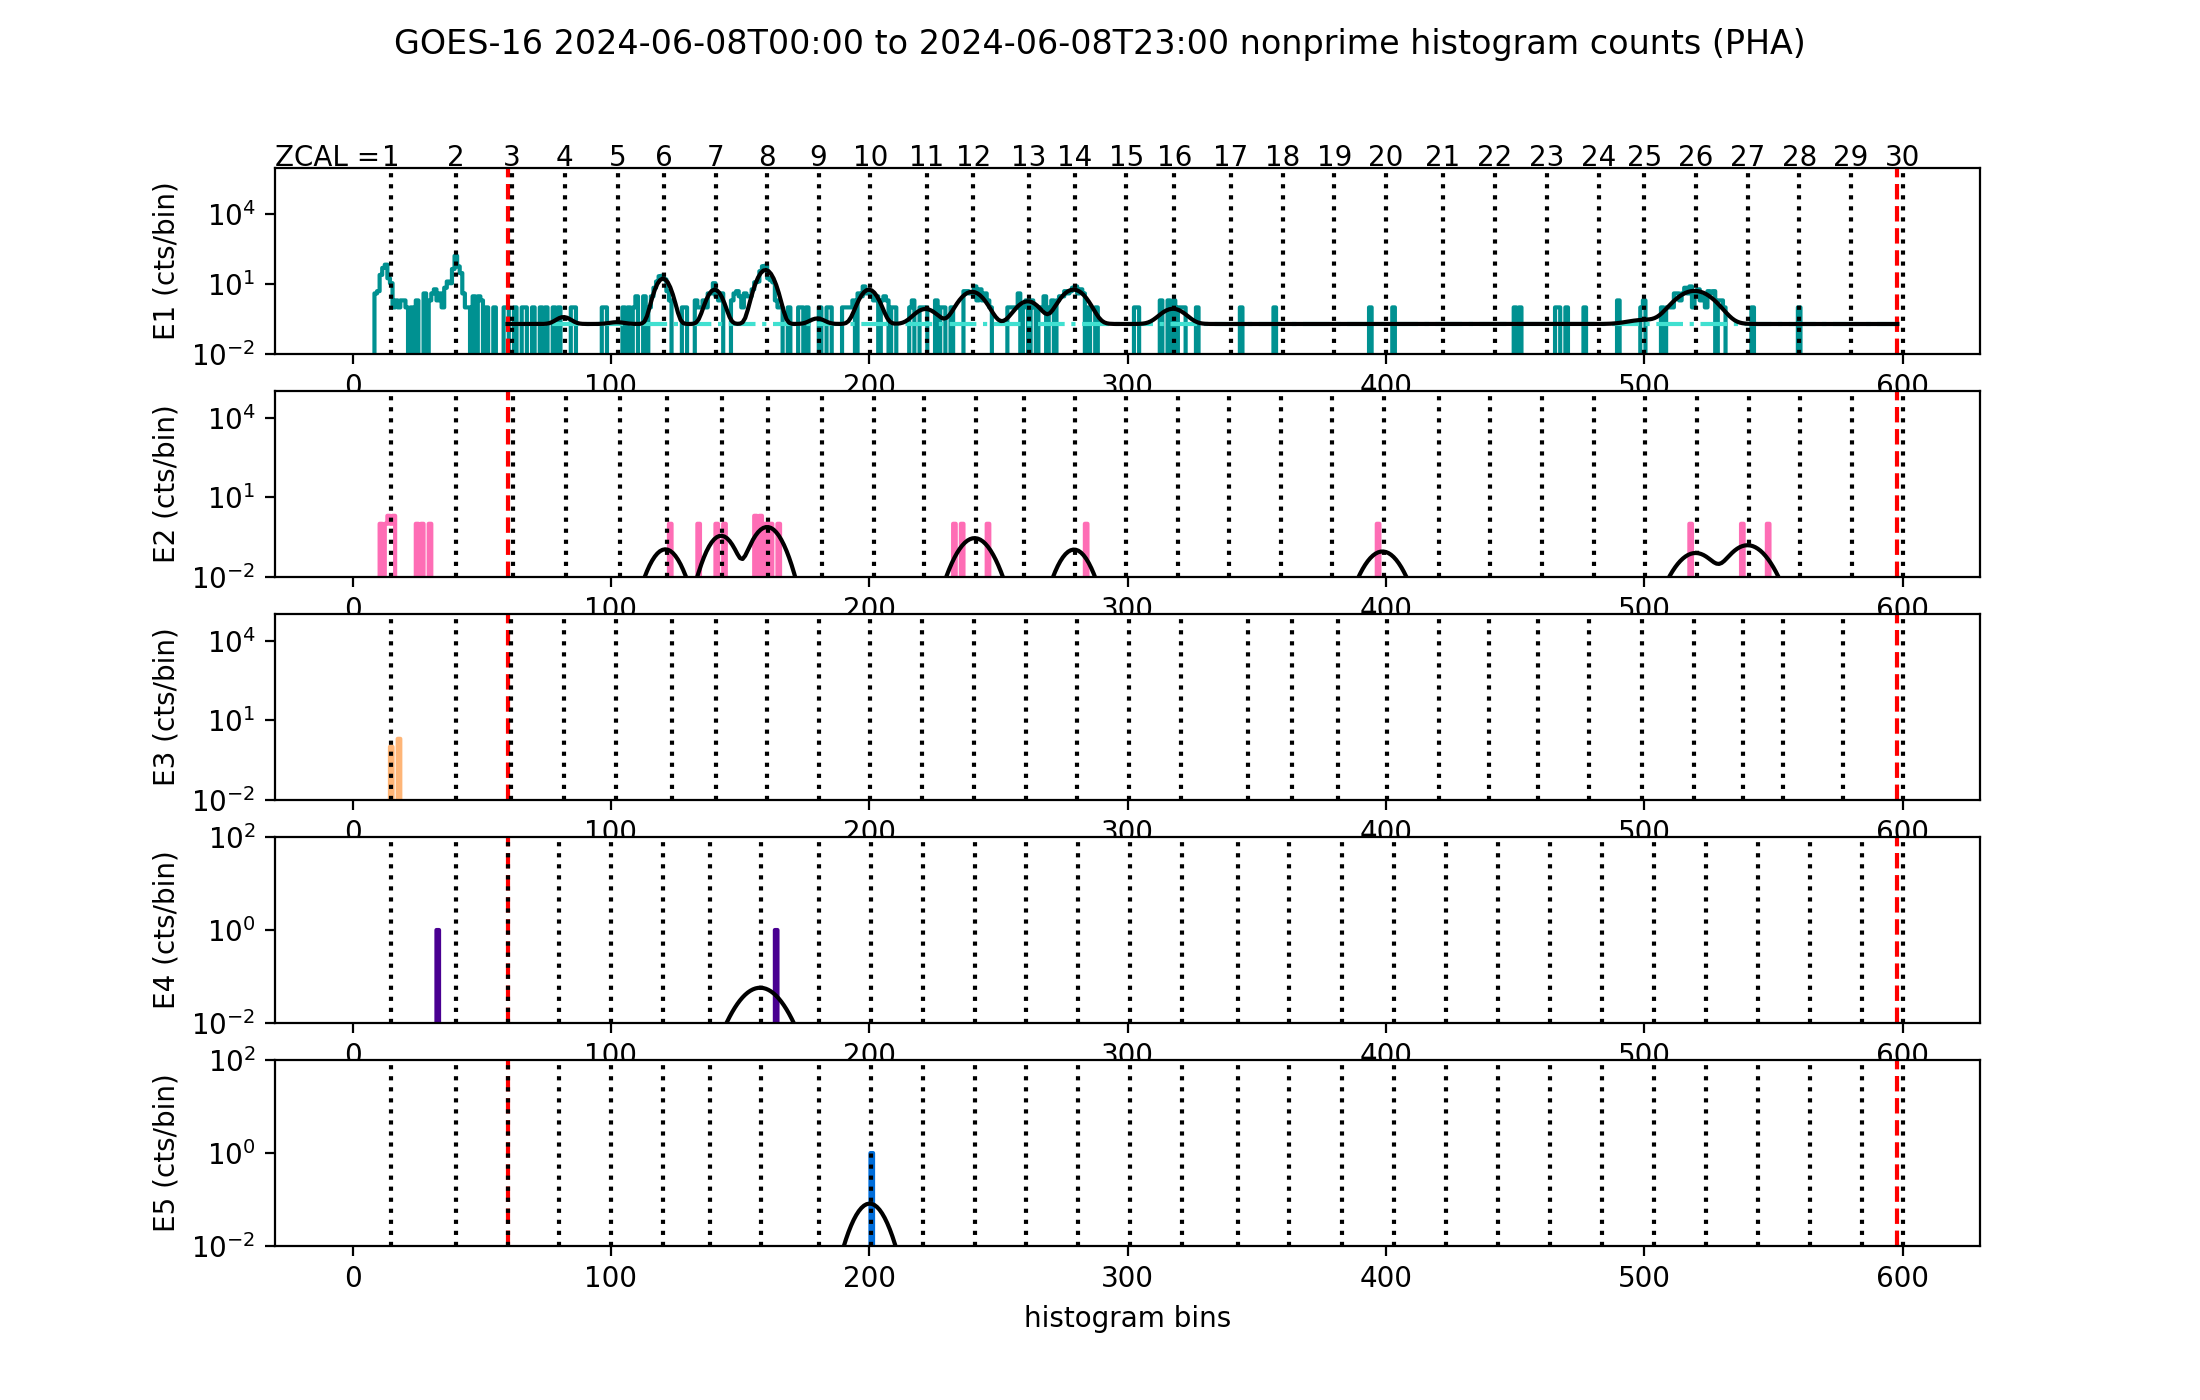 GOES-16 2024-06-08T00:00 to 2024-06-08T23:00 nonprime histogram counts (PHA)
ZCAL =1 2 3 4 5 6 7 8 9 10 11 12 13 14 15 16 17 18 19 20 21 22 23 24 25 26 27 28 29 30
E1 (cts/bin)
10^4
10^1
10^-2
0 100 200 300 400 500 600
E2 (cts/bin)
10^4
10^1
10^-2
0 100 200 300 400 500 600
E3 (cts/bin)
10^4
10^1
10^-2
0 100 200 300 400 500 600
E4 (cts/bin)
10^2
10^0
10^-2
0 100 200 300 400 500 600
E5 (cts/bin)
10^2
10^0
10^-2
0 100 200 300 400 500 600
histogram bins